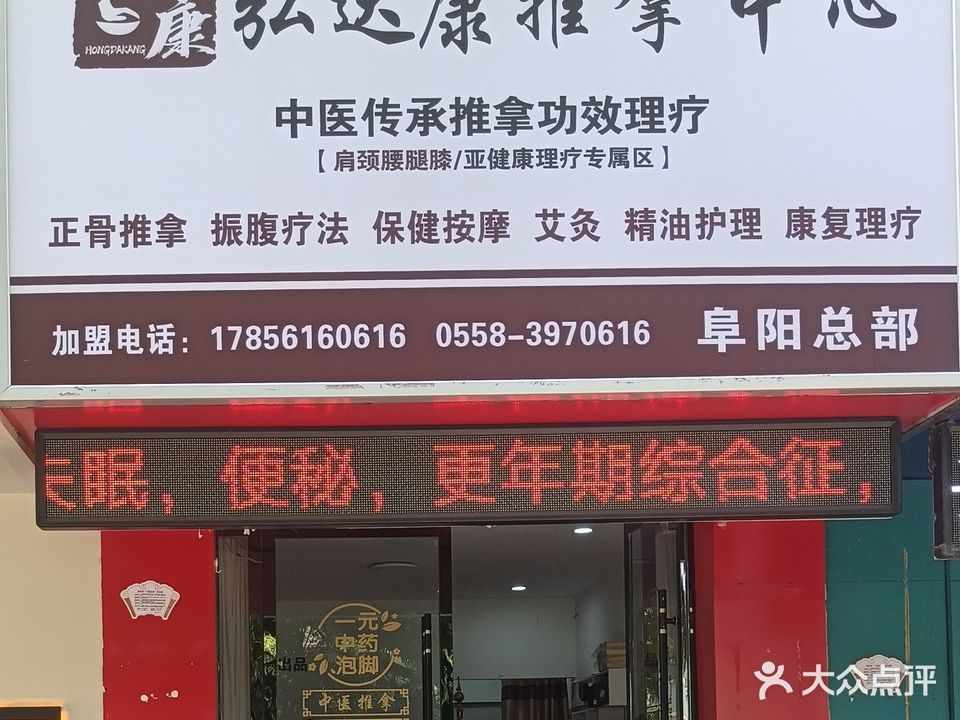 弘达康推拿中心
康
HONGDAKANG
中医传承推拿功效理疗
【肩颈腰腿膝/亚健康理疗专属区】
正骨推拿 振腹疗法 保健按摩 艾灸 精油护理 康复理疗
加盟电话：17856160616 0558-3970616 阜阳总部
失眠，便秘，更年期综合征，
一元
中药
泡脚
出品
中医推拿
大众点评